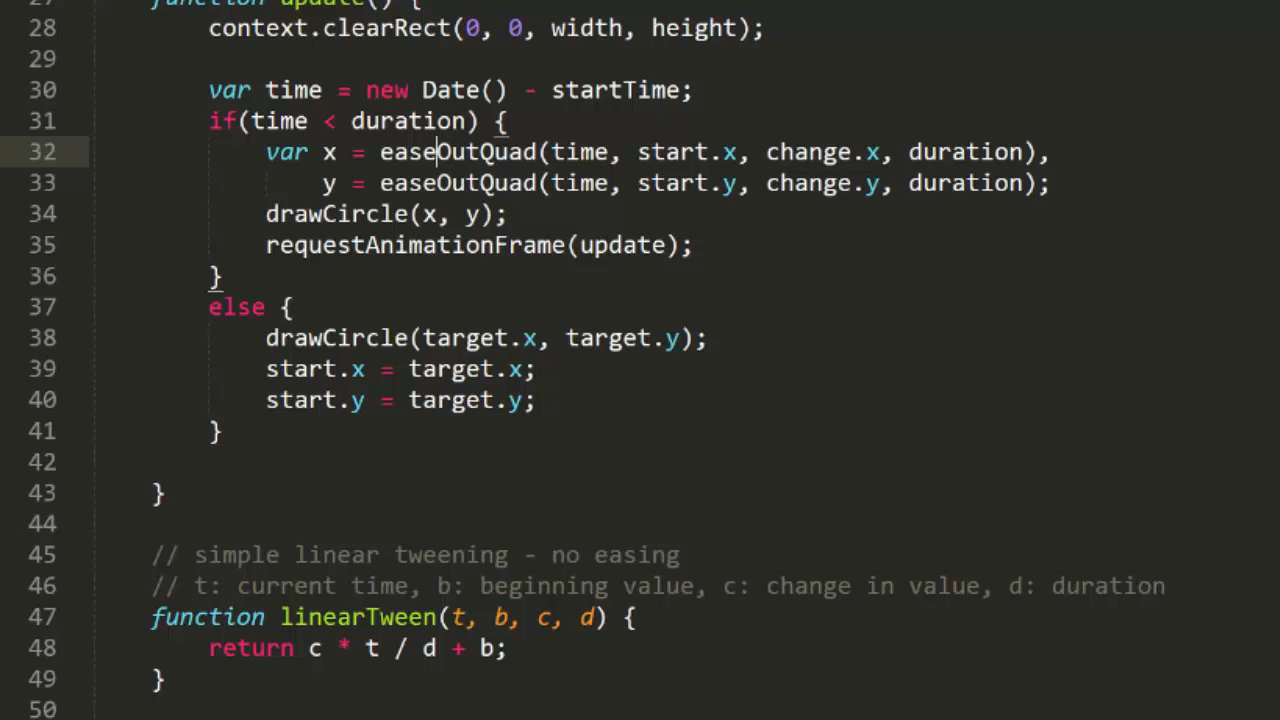 27 function update() {
28 context.clearRect(0, 0, width, height);
29
30 var time = new Date() - startTime;
31 if(time < duration) {
32 var x = easeOutQuad(time, start.x, change.x, duration),
33 y = easeOutQuad(time, start.y, change.y, duration);
34 drawCircle(x, y);
35 requestAnimationFrame(update);
36 }
37 else {
38 drawCircle(target.x, target.y);
39 start.x = target.x;
40 start.y = target.y;
41 }
42
43 }
44
45 // simple linear tweening - no easing
46 // t: current time, b: beginning value, c: change in value, d: duration
47 function linearTween(t, b, c, d) {
48 return c * t / d + b;
49 }
50